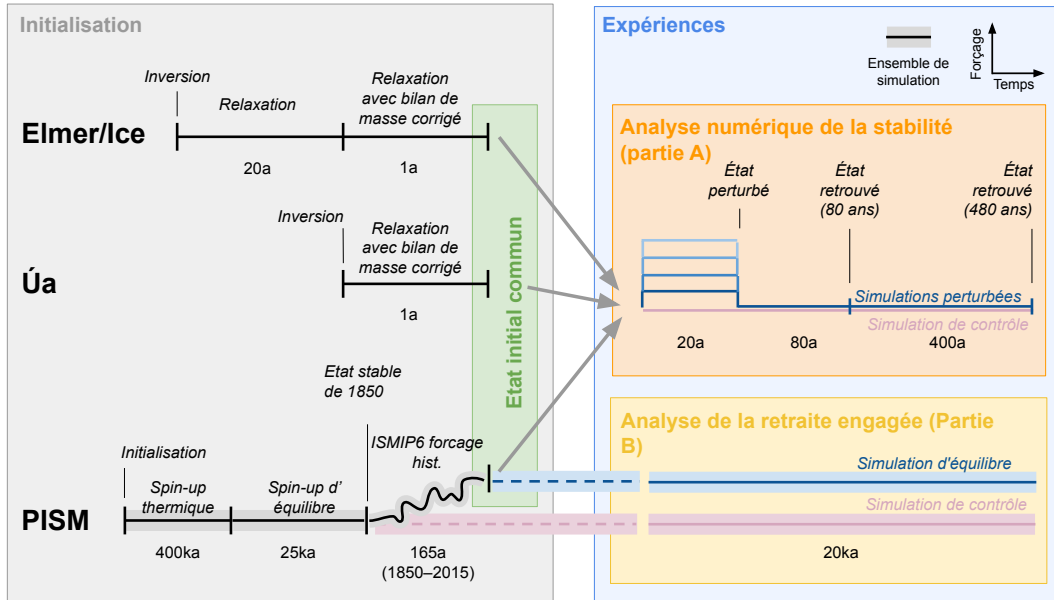 Initialisation
Inversion
Relaxation
Relaxation
avec bilan de
masse corrigé
Elmer/Ice
20a
1a
Inversion
Relaxation
avec bilan de
masse corrigé
Úa
1a
Etat initial commun
Etat stable
de 1850
Initialisation
ISMIP6 forcage
hist.
Spin-up
thermique
Spin-up d'
équilibre
PISM
400ka
25ka
165a
(1850–2015)
Expériences
Ensemble de
simulation
Forçage
Temps
Analyse numérique de la stabilité
(partie A)
État
perturbé
État
retrouvé
(80 ans)
État
retrouvé
(480 ans)
Simulations perturbées
Simulation de contrôle
20a
80a
400a
Analyse de la retraite engagée (Partie
B)
Simulation d'équilibre
Simulation de contrôle
20ka